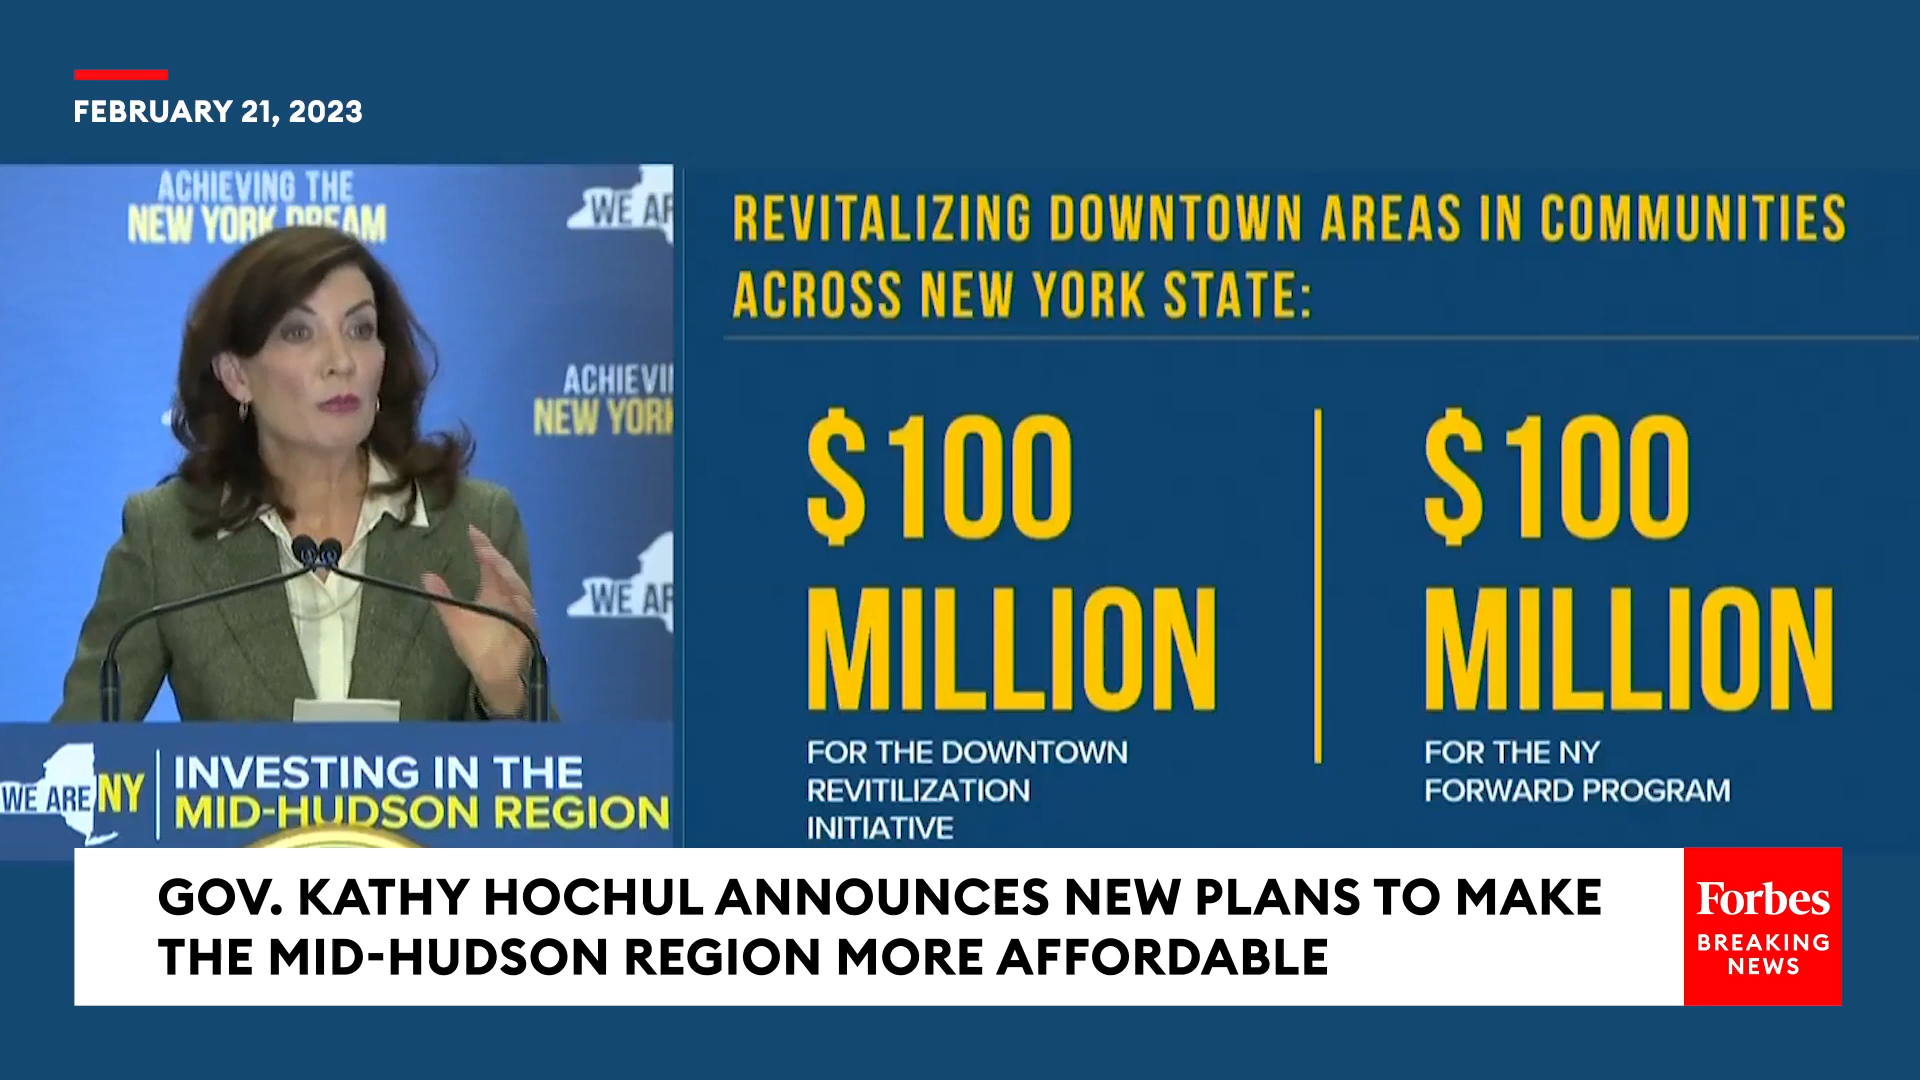 FEBRUARY 21, 2023
ACHIEVING THE
NEW YORK DREAM
WE AR
ACHIEVI
NEW YORK
WE AR
WE ARE NY
INVESTING IN THE
MID-HUDSON REGION
REVITALIZING DOWNTOWN AREAS IN COMMUNITIES
ACROSS NEW YORK STATE:
$100
MILLION
FOR THE DOWNTOWN
REVITILIZATION
INITIATIVE
$100
MILLION
FOR THE NY
FORWARD PROGRAM
GOV. KATHY HOCHUL ANNOUNCES NEW PLANS TO MAKE
THE MID-HUDSON REGION MORE AFFORDABLE
Forbes
BREAKING
NEWS